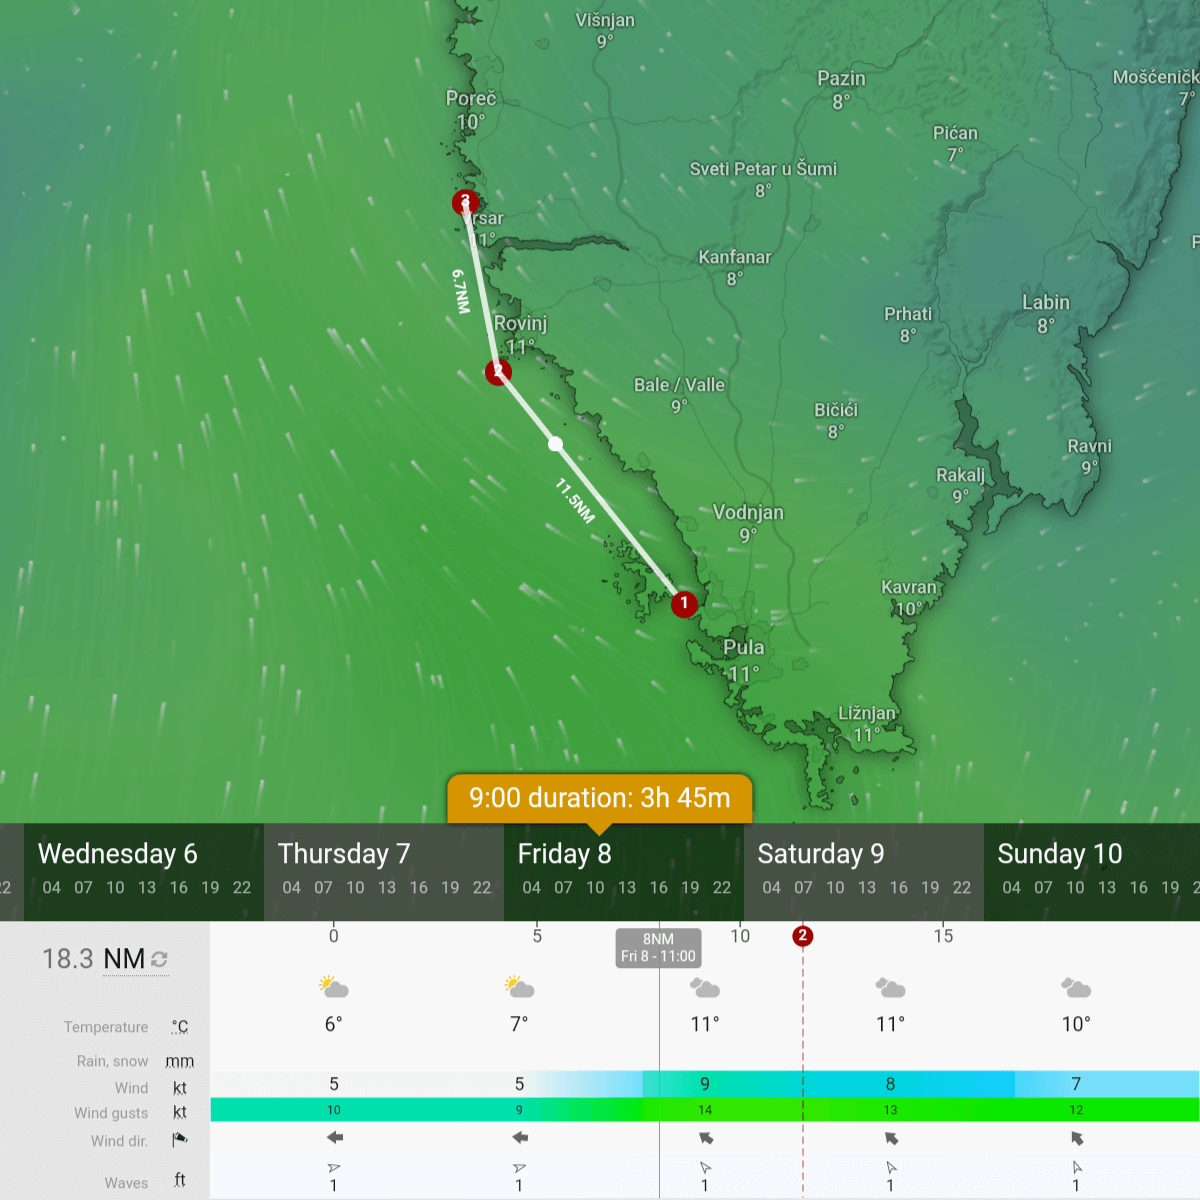 Višnjan
9°
Pazin
8°
Mošćeničk
7°
Poreč
10°
Pićan
7°
Sveti Petar u Šumi
8°
3
rsar
1°
Kanfanar
8°
6.7NM
Rovinj
11°
Prhati
8°
Labin
8°
2
Bale / Valle
9°
Bičići
8°
Ravni
9°
11.5NM
Rakalj
9°
Vodnjan
9°
1
Kavran
10°
Pula
11°
Ližnjan
11°
9:00 duration: 3h 45m
Wednesday 6 Thursday 7 Friday 8 Saturday 9 Sunday 10
22 04 07 10 13 16 19 22 04 07 10 13 16 19 22 04 07 10 13 16 19 22 04 07 10 13 16 19 22 04 07 10 13 16 19 2
0 5 10 2 15
8NM
Fri 8 - 11:00
18.3 NM
Temperature °C 6° 7° 11° 11° 10°
Rain, snow mm
Wind kt 5 5 9 8 7
Wind gusts kt 10 9 14 13 12
Wind dir.
Waves ft 1 1 1 1 1